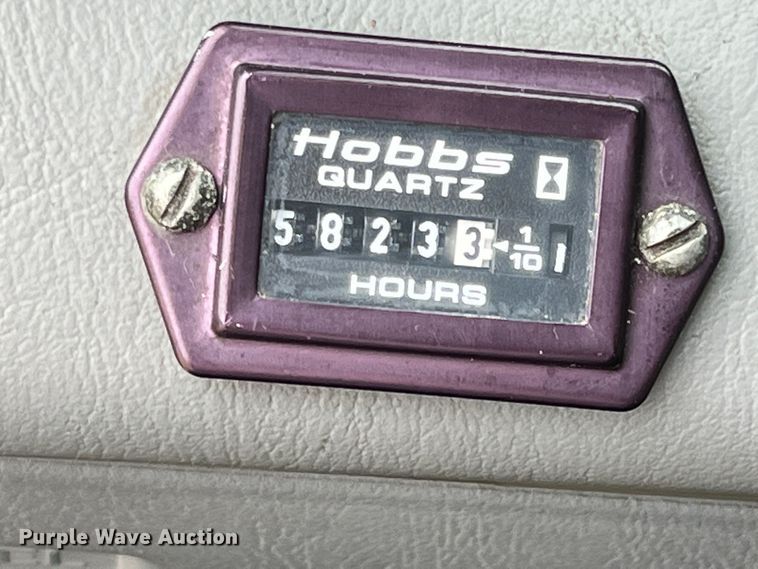 Hobbs
QUARTZ
5 8 2 3 3 1/10
HOURS
Purple Wave Auction